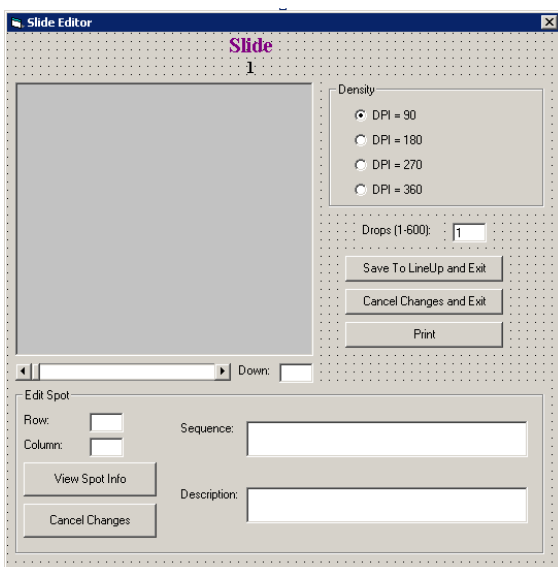 Slide Editor
Slide
1
Density
DPI = 90
DPI = 180
DPI = 270
DPI = 360
Drops (1-600): 1
Save To LineUp and Exit
Cancel Changes and Exit
Print
Down:
Edit Spot
Row:
Column:
View Spot Info
Cancel Changes
Sequence:
Description: